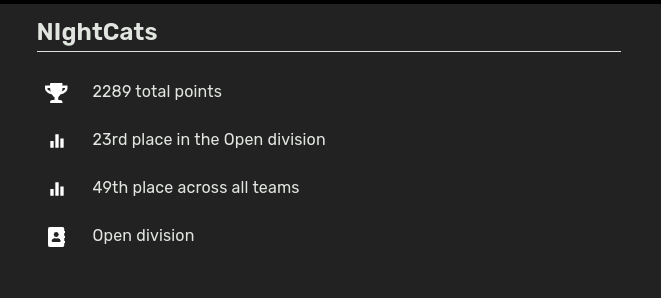 NIghtCats
2289 total points
23rd place in the Open division
49th place across all teams
Open division